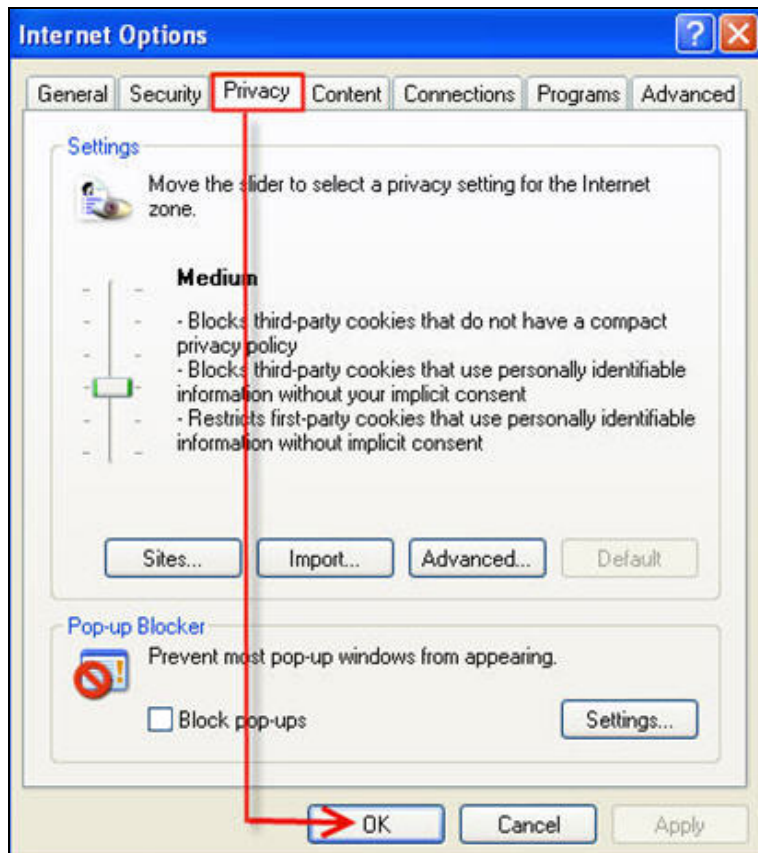 Internet Options
General Security Privacy Content Connections Programs Advanced
Settings
Move the slider to select a privacy setting for the Internet
zone.
Medium
- Blocks third-party cookies that do not have a compact
privacy policy
- Blocks third-party cookies that use personally identifiable
information without your implicit consent
- Restricts first-party cookies that use personally identifiable
information without implicit consent
Sites... Import... Advanced... Default
Pop-up Blocker
Prevent most pop-up windows from appearing.
Block pop-ups Settings...
OK Cancel Apply